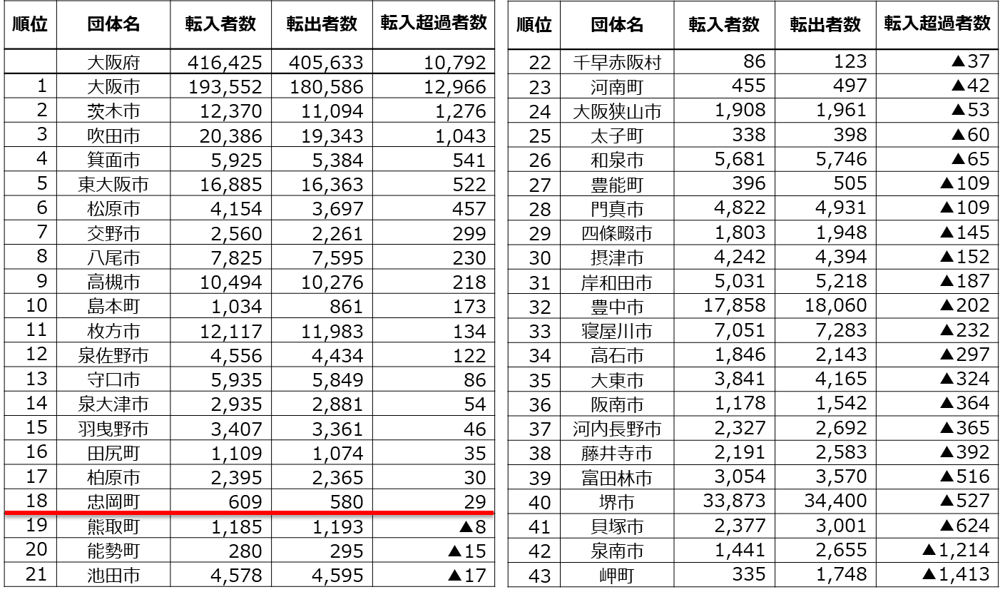 順位 団体名 転入者数 転出者数 転入超過者数
大阪府 416,425 405,633 10,792
1 大阪市 193,552 180,586 12,966
2 茨木市 12,370 11,094 1,276
3 吹田市 20,386 19,343 1,043
4 箕面市 5,925 5,384 541
5 東大阪市 16,885 16,363 522
6 松原市 4,154 3,697 457
7 交野市 2,560 2,261 299
8 八尾市 7,825 7,595 230
9 高槻市 10,494 10,276 218
10 島本町 1,034 861 173
11 枚方市 12,117 11,983 134
12 泉佐野市 4,556 4,434 122
13 守口市 5,935 5,849 86
14 泉大津市 2,935 2,881 54
15 羽曳野市 3,407 3,361 46
16 田尻町 1,109 1,074 35
17 柏原市 2,395 2,365 30
18 忠岡町 609 580 29
19 熊取町 1,185 1,193 ▲8
20 能勢町 280 295 ▲15
21 池田市 4,578 4,595 ▲17
順位 団体名 転入者数 転出者数 転入超過者数
22 千早赤阪村 86 123 ▲37
23 河南町 455 497 ▲42
24 大阪狭山市 1,908 1,961 ▲53
25 太子町 338 398 ▲60
26 和泉市 5,681 5,746 ▲65
27 豊能町 396 505 ▲109
28 門真市 4,822 4,931 ▲109
29 四條畷市 1,803 1,948 ▲145
30 摂津市 4,242 4,394 ▲152
31 岸和田市 5,031 5,218 ▲187
32 豊中市 17,858 18,060 ▲202
33 寝屋川市 7,051 7,283 ▲232
34 高石市 1,846 2,143 ▲297
35 大東市 3,841 4,165 ▲324
36 阪南市 1,178 1,542 ▲364
37 河内長野市 2,327 2,692 ▲365
38 藤井寺市 2,191 2,583 ▲392
39 富田林市 3,054 3,570 ▲516
40 堺市 33,873 34,400 ▲527
41 貝塚市 2,377 3,001 ▲624
42 泉南市 1,441 2,655 ▲1,214
43 岬町 335 1,748 ▲1,413